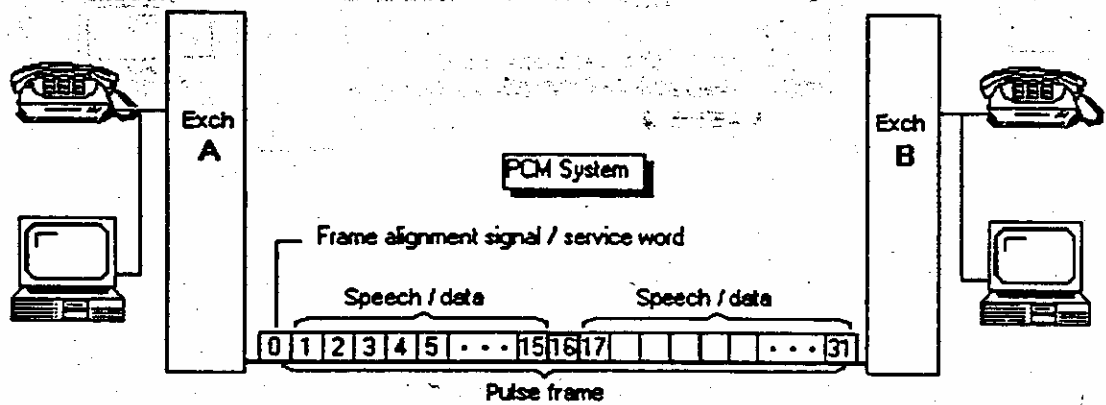 Exch
A
Exch
B
PCM System
Frame alignment signal / service word
Speech / data
Speech / data
0 1 2 3 4 5 · · · 15 16 17 · · · 31
Pulse frame